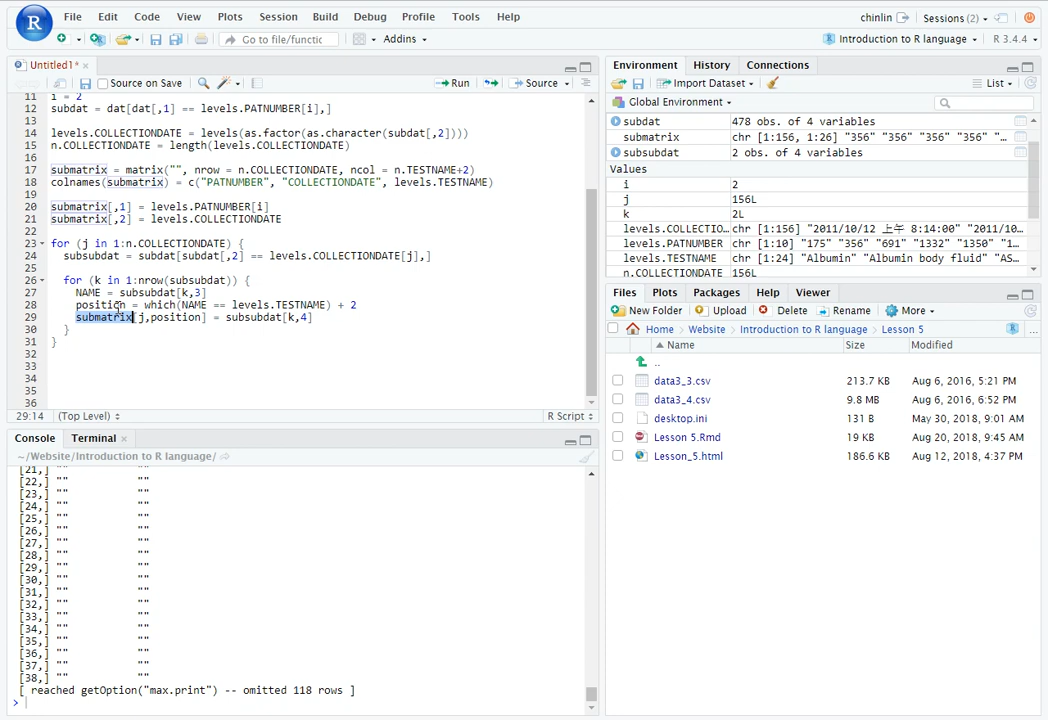 File Edit Code View Plots Session Build Debug Profile Tools Help
chinlin Sessions (2)
Go to file/functic Addins
Introduction to R language R 3.4.4
Untitled1*
Source on Save Run Source
11 i = 2
12 subdat = dat[dat[,1] == levels.PATNUMBER[i],]
13
14 levels.COLLECTIONDATE = levels(as.factor(as.character(subdat[,2])))
15 n.COLLECTIONDATE = length(levels.COLLECTIONDATE)
16
17 submatrix = matrix("", nrow = n.COLLECTIONDATE, ncol = n.TESTNAME+2)
18 colnames(submatrix) = c("PATNUMBER", "COLLECTIONDATE", levels.TESTNAME)
19
20 submatrix[,1] = levels.PATNUMBER[i]
21 submatrix[,2] = levels.COLLECTIONDATE
22
23 for (j in 1:n.COLLECTIONDATE) {
24 subsubdat = subdat[subdat[,2] == levels.COLLECTIONDATE[j],]
25
26 for (k in 1:nrow(subsubdat)) {
27 NAME = subsubdat[k,3]
28 position = which(NAME == levels.TESTNAME) + 2
29 submatrix[j,position] = subsubdat[k,4]
30 }
31 }
32
33
34
35
36
29:14 (Top Level) R Script
Console Terminal
~/Website/Introduction to R language/
[21,] "" ""
[22,] "" ""
[23,] "" ""
[24,] "" ""
[25,] "" ""
[26,] "" ""
[27,] "" ""
[28,] "" ""
[29,] "" ""
[30,] "" ""
[31,] "" ""
[32,] "" ""
[33,] "" ""
[34,] "" ""
[35,] "" ""
[36,] "" ""
[37,] "" ""
[38,] "" ""
[ reached getOption("max.print") -- omitted 118 rows ]
>
Environment History Connections
Import Dataset List
Global Environment
subdat 478 obs. of 4 variables
submatrix chr [1:156, 1:26] "356" "356" "356" "356" "…
subsubdat 2 obs. of 4 variables
Values
i 2
j 156L
k 2L
levels.COLLECTIO… chr [1:156] "2011/10/12 上午 8:14:00" "2011/10…
levels.PATNUMBER chr [1:10] "175" "356" "691" "1332" "1350" "1…
levels.TESTNAME chr [1:24] "Albumin" "Albumin body fluid" "AS…
n.COLLECTIONDATE 156L
Files Plots Packages Help Viewer
New Folder Upload Delete Rename More
Home Website Introduction to R language Lesson 5 ...
Name Size Modified
..
data3_3.csv 213.7 KB Aug 6, 2016, 5:21 PM
data3_4.csv 9.8 MB Aug 6, 2016, 6:52 PM
desktop.ini 131 B May 30, 2018, 9:01 AM
Lesson 5.Rmd 19 KB Aug 20, 2018, 9:45 AM
Lesson_5.html 186.6 KB Aug 12, 2018, 4:37 PM